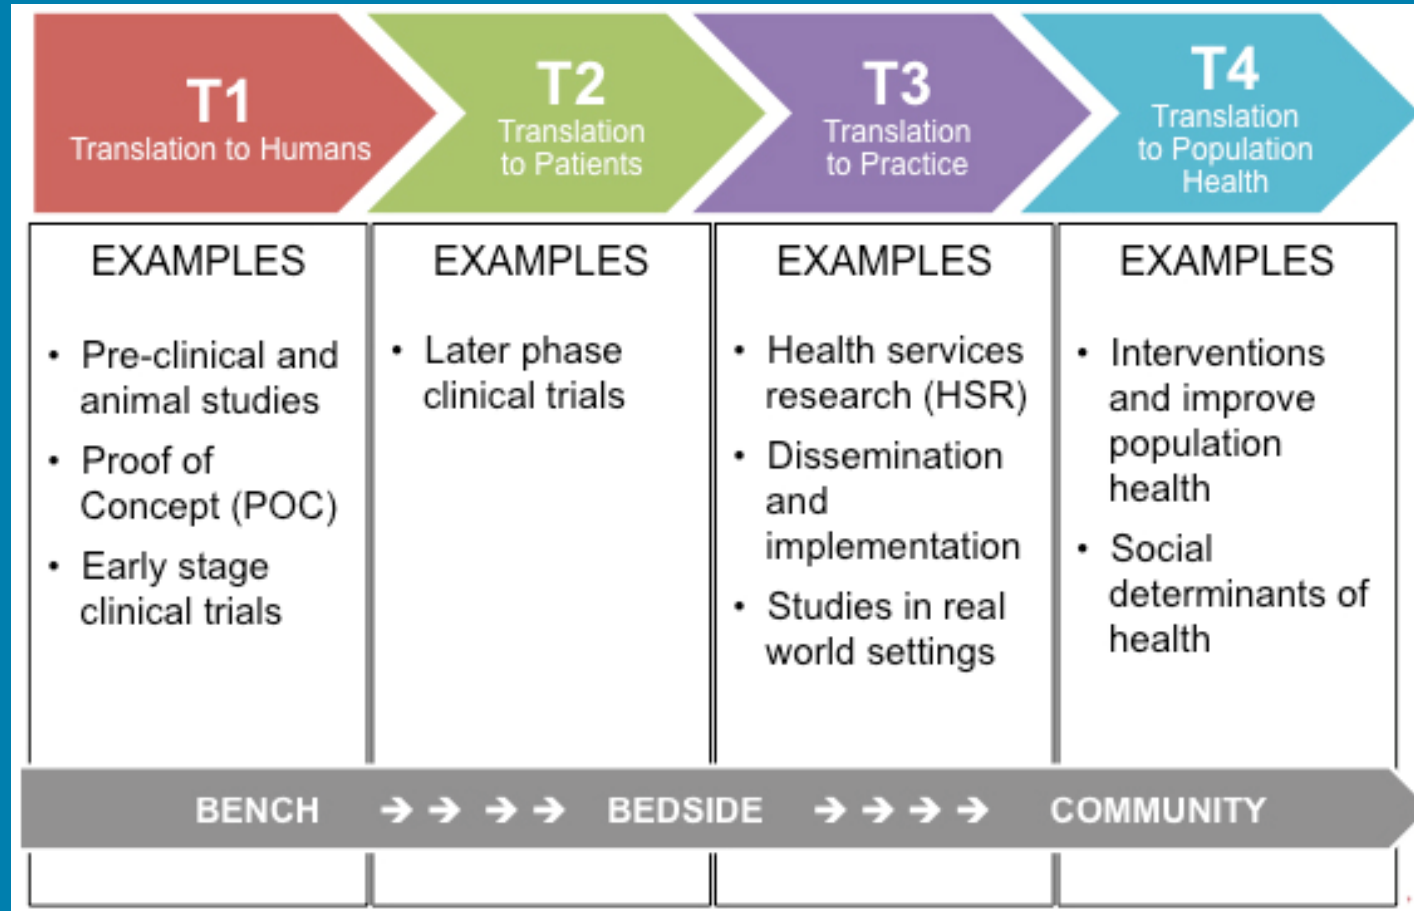 T1
Translation to Humans
T2
Translation
to Patients
T3
Translation
to Practice
T4
Translation
to Population
Health
EXAMPLES
• Pre-clinical and
animal studies
• Proof of
Concept (POC)
• Early stage
clinical trials
EXAMPLES
• Later phase
clinical trials
EXAMPLES
• Health services
research (HSR)
• Dissemination
and
implementation
• Studies in real
world settings
EXAMPLES
• Interventions
and improve
population
health
• Social
determinants of
health
BENCH → → → → BEDSIDE → → → → COMMUNITY